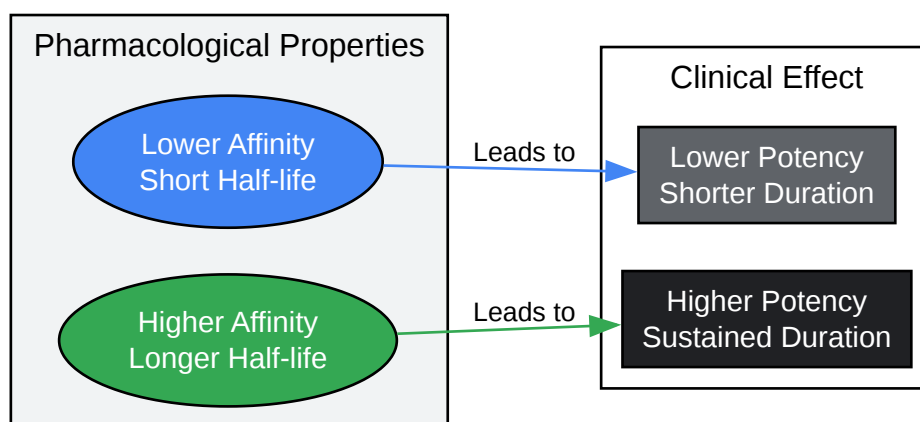 Pharmacological Properties
Lower Affinity
Short Half-life
Higher Affinity
Longer Half-life
Leads to
Leads to
Clinical Effect
Lower Potency
Shorter Duration
Higher Potency
Sustained Duration